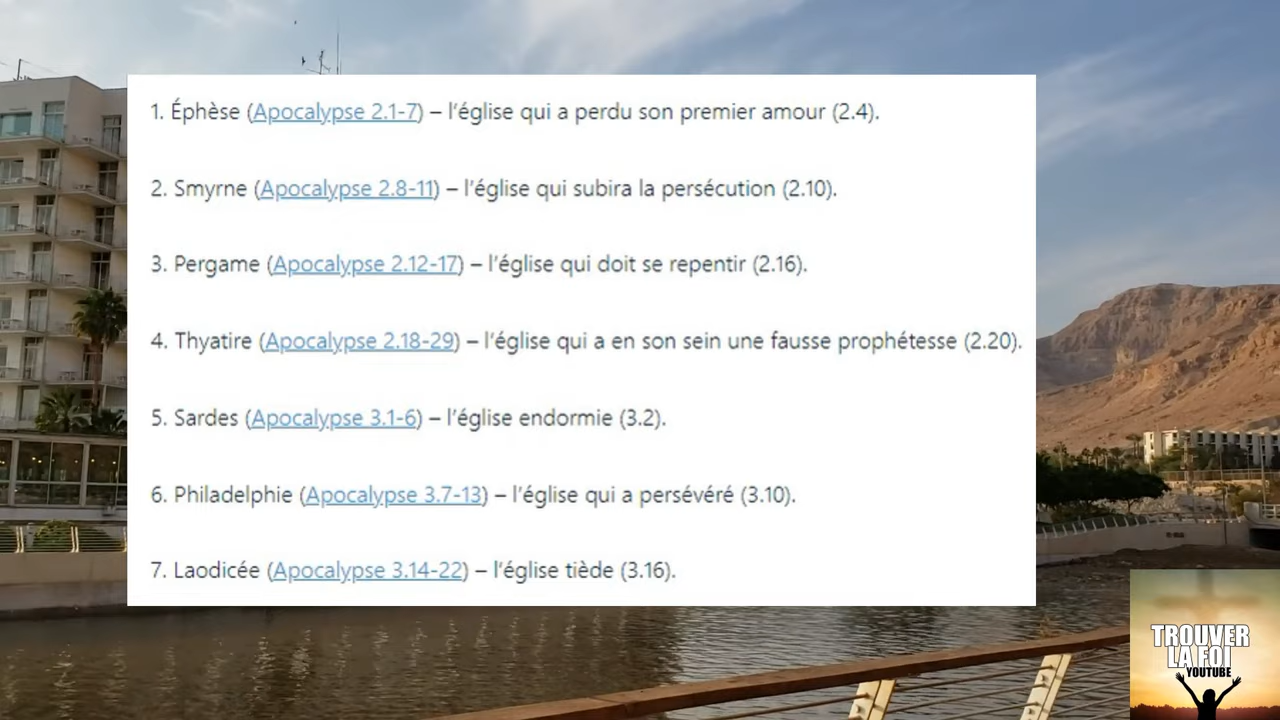 1. Éphèse (Apocalypse 2.1-7) – l'église qui a perdu son premier amour (2.4).
2. Smyrne (Apocalypse 2.8-11) – l'église qui subira la persécution (2.10).
3. Pergame (Apocalypse 2.12-17) – l'église qui doit se repentir (2.16).
4. Thyatire (Apocalypse 2.18-29) – l'église qui a en son sein une fausse prophétesse (2.20).
5. Sardes (Apocalypse 3.1-6) – l'église endormie (3.2).
6. Philadelphie (Apocalypse 3.7-13) – l'église qui a persévéré (3.10).
7. Laodicée (Apocalypse 3.14-22) – l'église tiède (3.16).
TROUVER
LA FOI
YOUTUBE